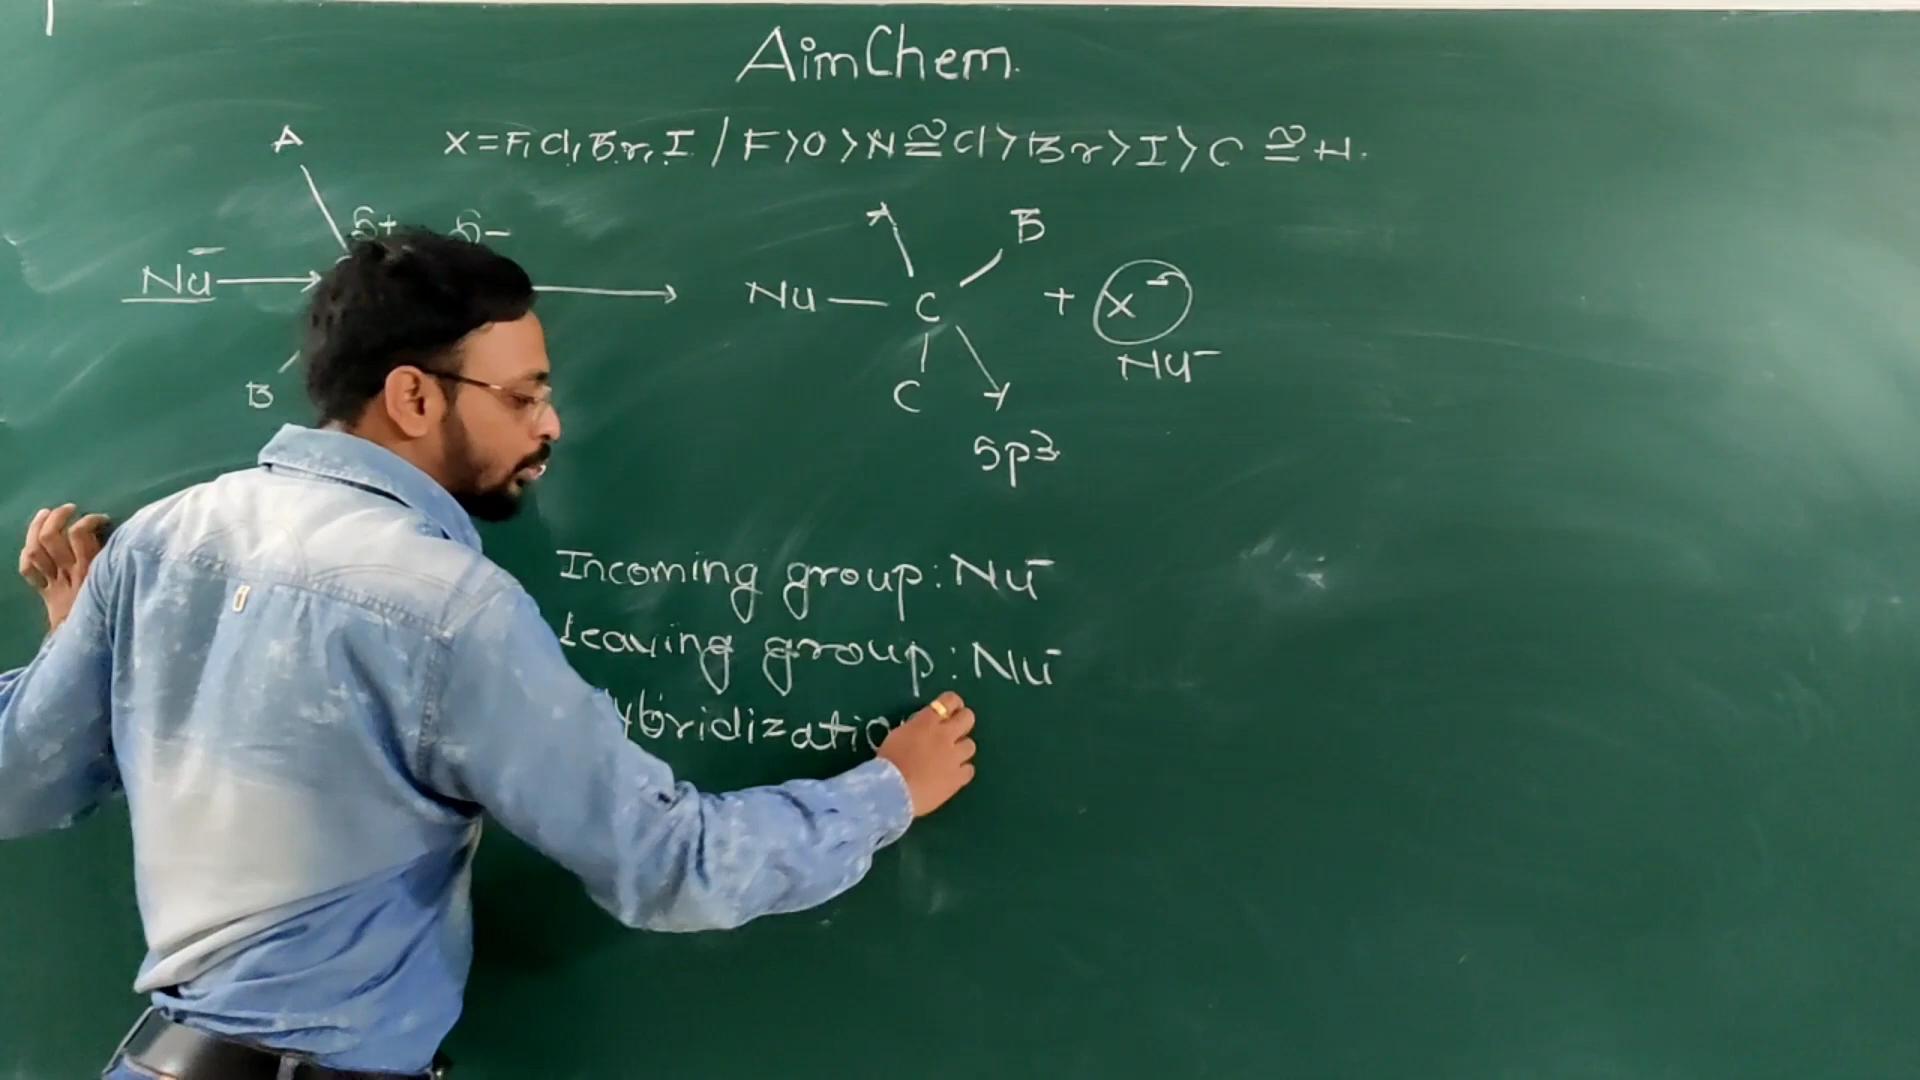 AimChem.
X=F, Cl, Br, I / F>O>N≅Cl>Br>I>C≅H.
A
δ+ δ-
A B
Nu⁻ → → Nu — C + X⁻
Nu⁻
B C
sp3
Incoming group: Nu⁻
Leaving group: Nu⁻